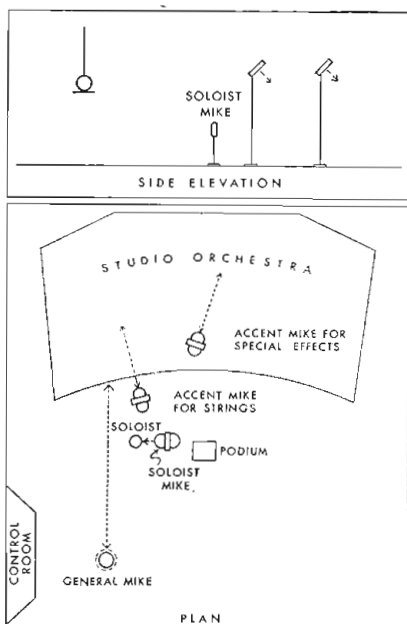 SOLOIST
MIKE
SIDE ELEVATION
STUDIO ORCHESTRA
ACCENT MIKE FOR
SPECIAL EFFECTS
ACCENT MIKE
FOR STRINGS
SOLOIST
PODIUM
SOLOIST
MIKE
CONTROL
ROOM
GENERAL MIKE
PLAN